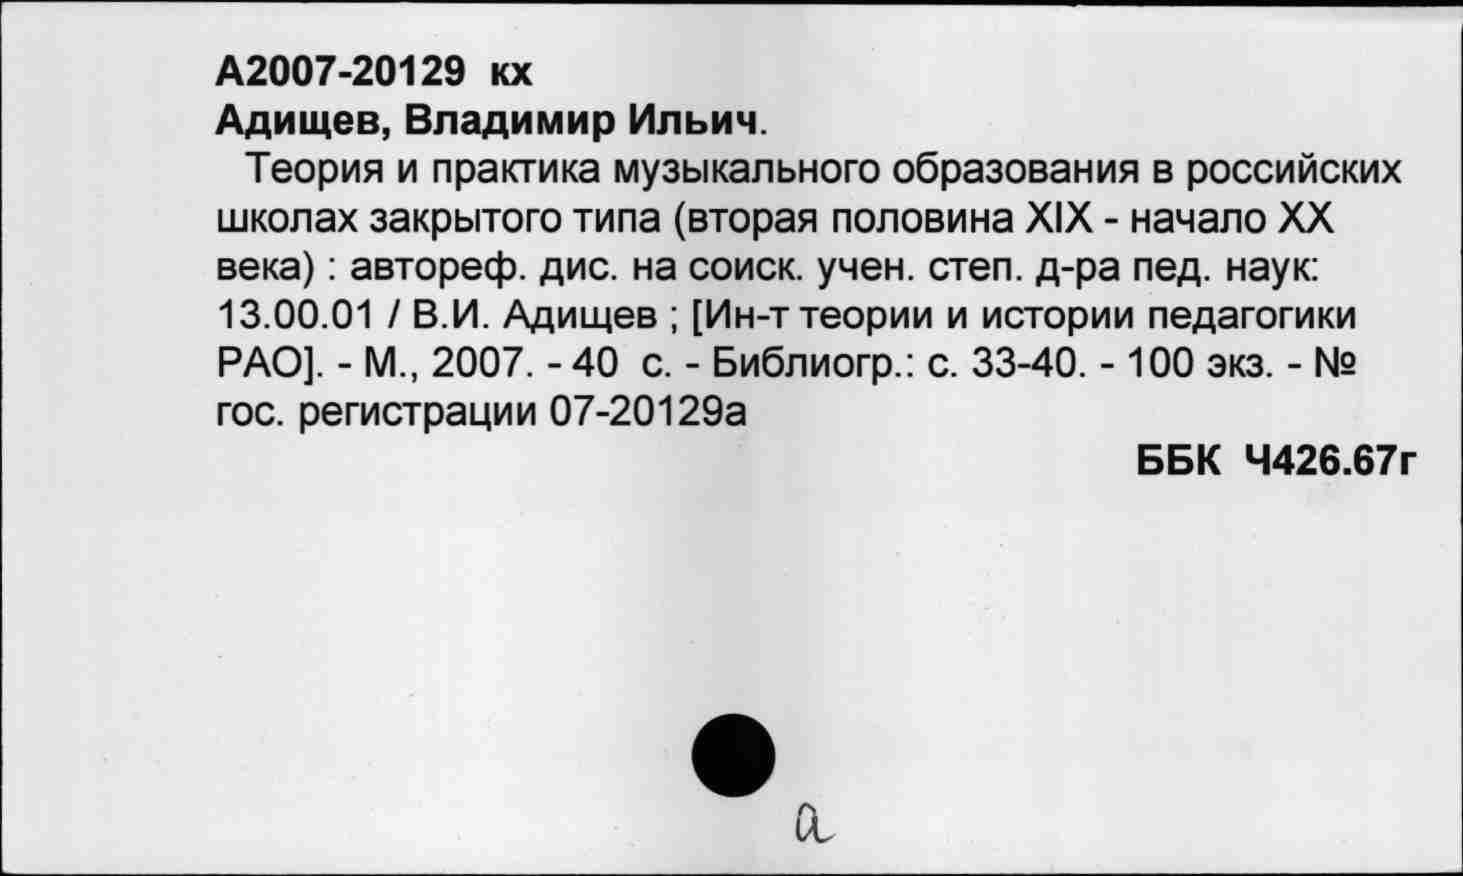 А2007-20129 кх
Адищев, Владимир Ильич.
Теория и практика музыкального образования в российских
школах закрытого типа (вторая половина XIX - начало XX
века) : автореф. дис. на соиск. учен. степ. д-ра пед. наук:
13.00.01 / В.И. Адищев ; [Ин-т теории и истории педагогики
РАО]. - М., 2007. - 40 с. - Библиогр.: с. 33-40. - 100 экз. - №
гос. регистрации 07-20129а
ББК Ч426.67г
а